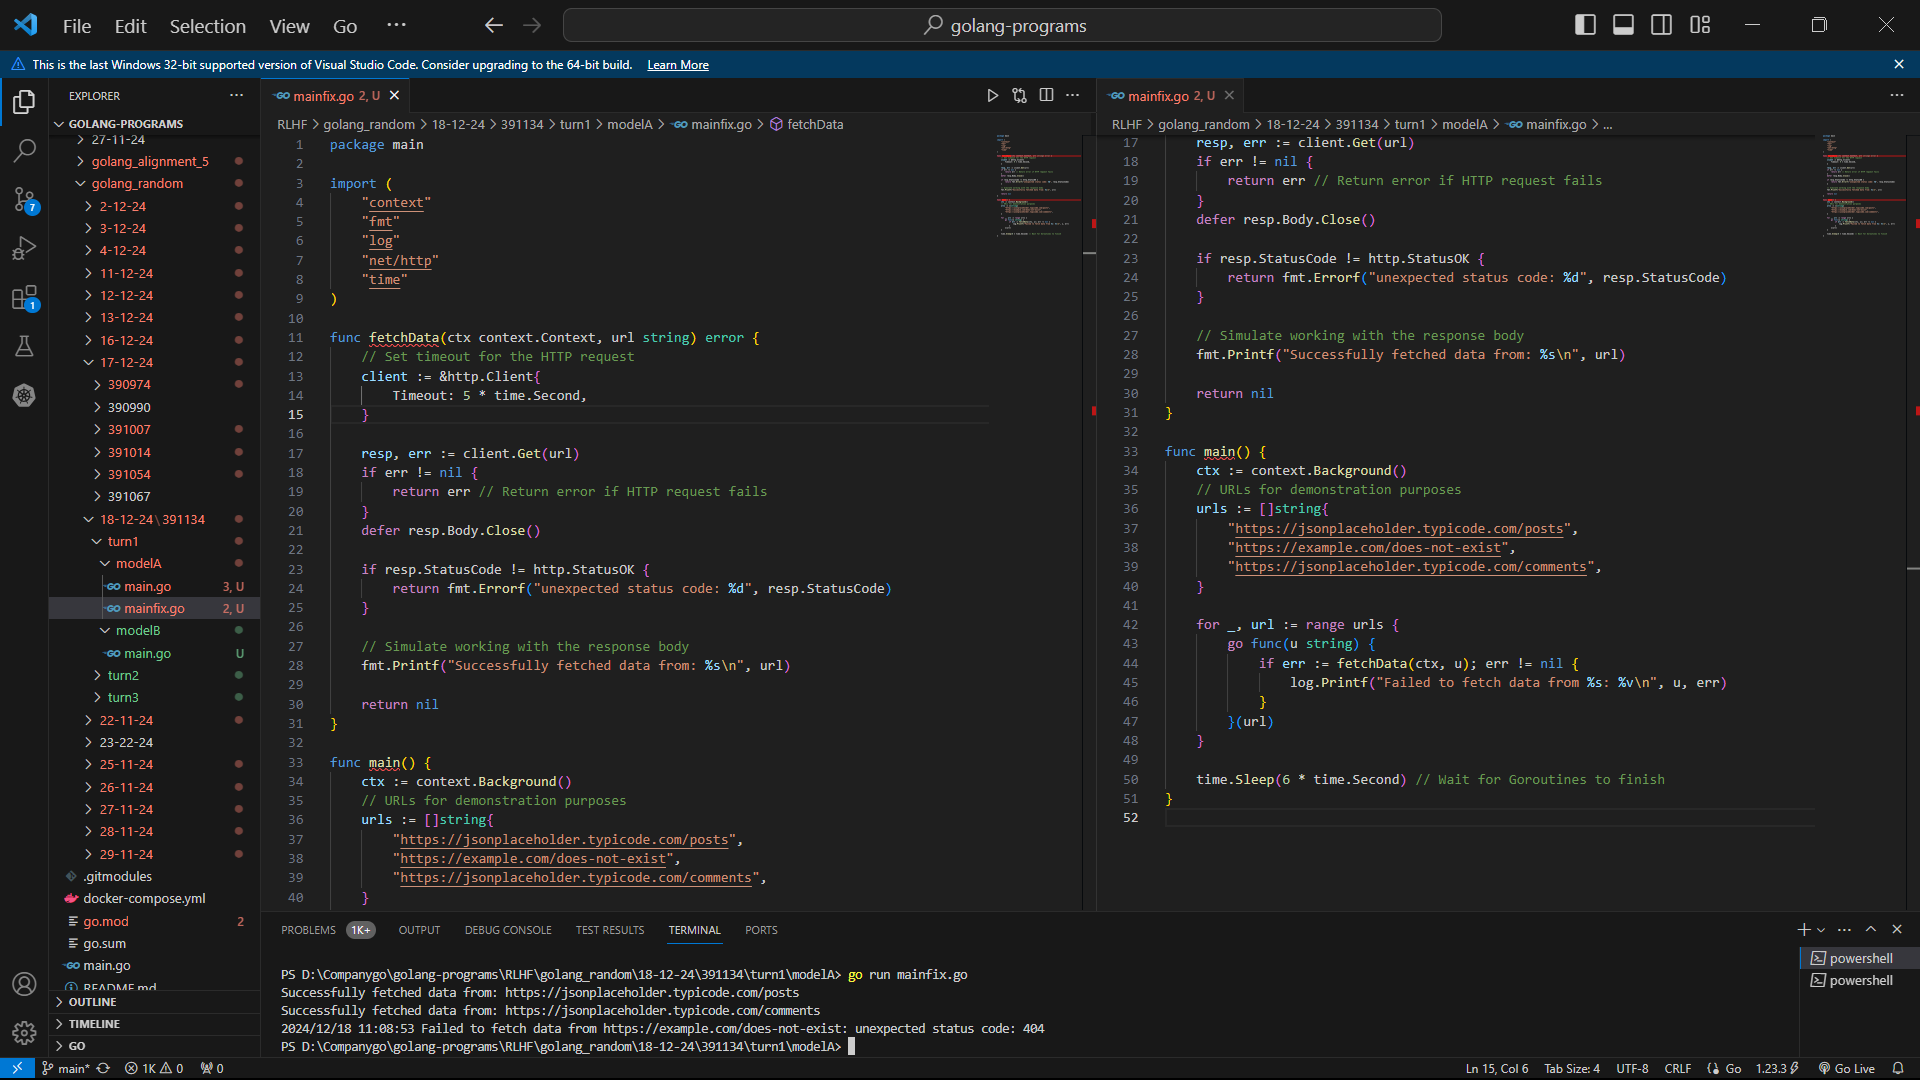 File Edit Selection View Go ··· golang-programs
This is the last Windows 32-bit supported version of Visual Studio Code. Consider upgrading to the 64-bit build. Learn More
EXPLORER
GOLANG-PROGRAMS
27-11-24
golang_alignment_5
golang_random
2-12-24
3-12-24
4-12-24
11-12-24
12-12-24
13-12-24
16-12-24
17-12-24
390974
390990
391007
391014
391054
391067
18-12-24\391134
turn1
modelA
main.go 3, U
mainfix.go 2, U
modelB
main.go U
turn2
turn3
22-11-24
23-22-24
25-11-24
26-11-24
27-11-24
28-11-24
29-11-24
.gitmodules
docker-compose.yml
go.mod 2
go.sum
main.go
README.md
OUTLINE
TIMELINE
GO
7
1
mainfix.go 2, U
RLHF > golang_random > 18-12-24 > 391134 > turn1 > modelA > mainfix.go > fetchData
1 package main
2
3 import (
4 "context"
5 "fmt"
6 "log"
7 "net/http"
8 "time"
9 )
10
11 func fetchData(ctx context.Context, url string) error {
12 // Set timeout for the HTTP request
13 client := &http.Client{
14 Timeout: 5 * time.Second,
15 }
16
17 resp, err := client.Get(url)
18 if err != nil {
19 return err // Return error if HTTP request fails
20 }
21 defer resp.Body.Close()
22
23 if resp.StatusCode != http.StatusOK {
24 return fmt.Errorf("unexpected status code: %d", resp.StatusCode)
25 }
26
27 // Simulate working with the response body
28 fmt.Printf("Successfully fetched data from: %s\n", url)
29
30 return nil
31 }
32
33 func main() {
34 ctx := context.Background()
35 // URLs for demonstration purposes
36 urls := []string{
37 "https://jsonplaceholder.typicode.com/posts",
38 "https://example.com/does-not-exist",
39 "https://jsonplaceholder.typicode.com/comments",
40 }
mainfix.go 2, U
RLHF > golang_random > 18-12-24 > 391134 > turn1 > modelA > mainfix.go > ...
17 resp, err := client.Get(url)
18 if err != nil {
19 return err // Return error if HTTP request fails
20 }
21 defer resp.Body.Close()
22
23 if resp.StatusCode != http.StatusOK {
24 return fmt.Errorf("unexpected status code: %d", resp.StatusCode)
25 }
26
27 // Simulate working with the response body
28 fmt.Printf("Successfully fetched data from: %s\n", url)
29
30 return nil
31 }
32
33 func main() {
34 ctx := context.Background()
35 // URLs for demonstration purposes
36 urls := []string{
37 "https://jsonplaceholder.typicode.com/posts",
38 "https://example.com/does-not-exist",
39 "https://jsonplaceholder.typicode.com/comments",
40 }
41
42 for _, url := range urls {
43 go func(u string) {
44 if err := fetchData(ctx, u); err != nil {
45 log.Printf("Failed to fetch data from %s: %v\n", u, err)
46 }
47 }(url)
48 }
49
50 time.Sleep(6 * time.Second) // Wait for Goroutines to finish
51 }
52
PROBLEMS 1K+ OUTPUT DEBUG CONSOLE TEST RESULTS TERMINAL PORTS
PS D:\Companygo\golang-programs\RLHF\golang_random\18-12-24\391134\turn1\modelA> go run mainfix.go
Successfully fetched data from: https://jsonplaceholder.typicode.com/posts
Successfully fetched data from: https://jsonplaceholder.typicode.com/comments
2024/12/18 11:08:53 Failed to fetch data from https://example.com/does-not-exist: unexpected status code: 404
PS D:\Companygo\golang-programs\RLHF\golang_random\18-12-24\391134\turn1\modelA>
powershell
powershell
main* 1K 0 0 Ln 15, Col 6 Tab Size: 4 UTF-8 CRLF Go 1.23.3 Go Live